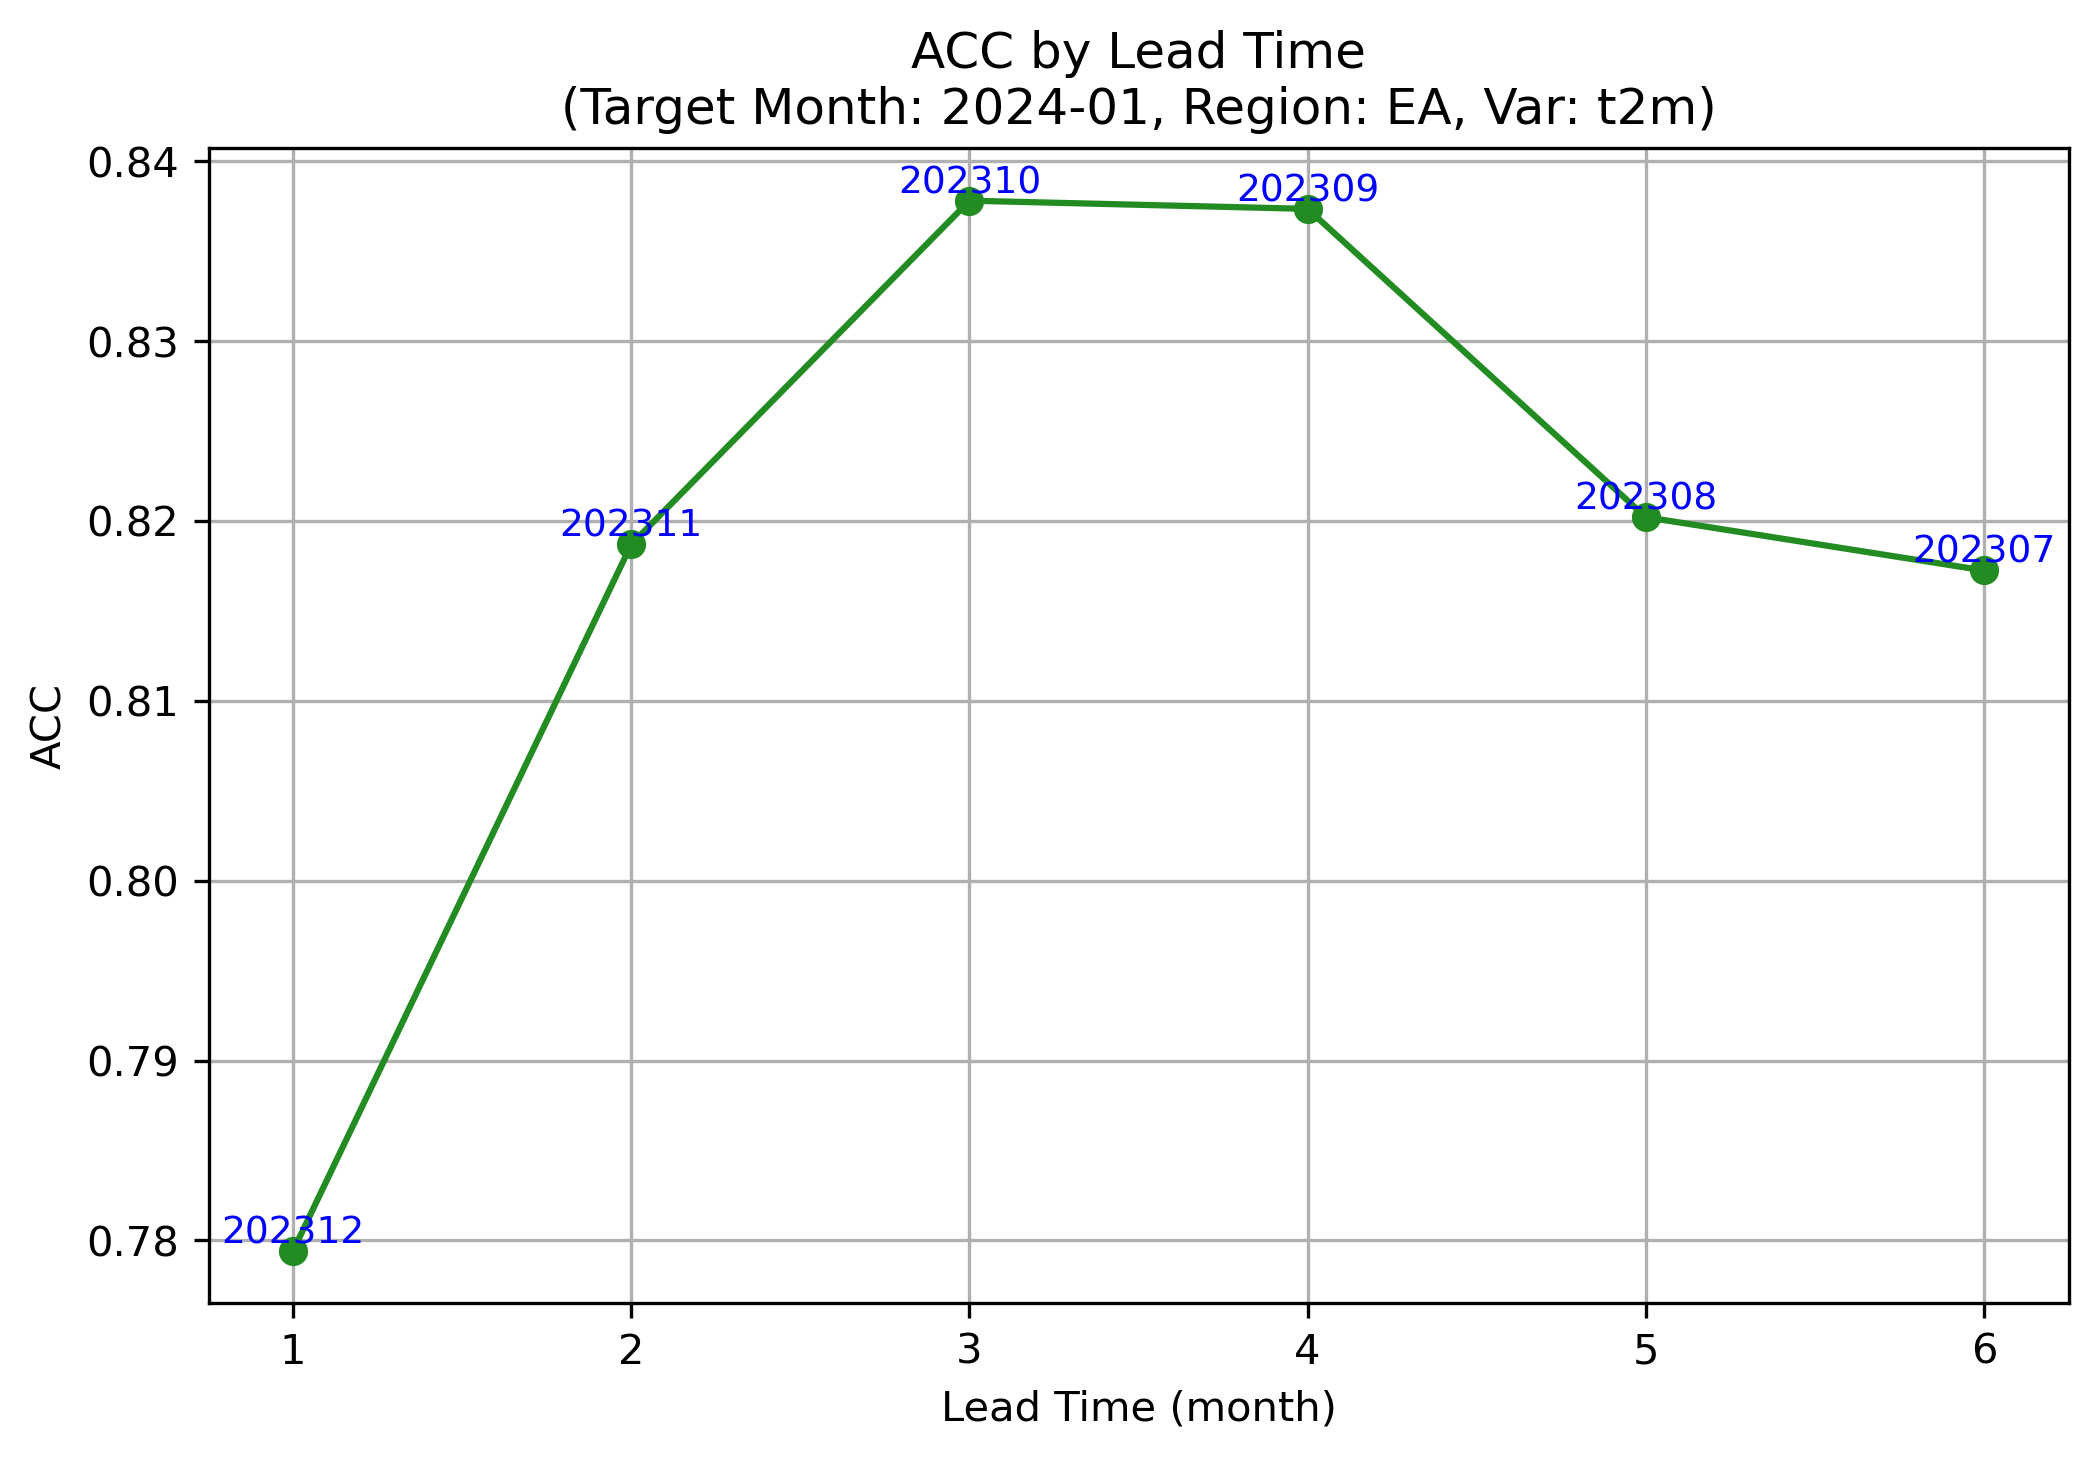 ACC by Lead Time
(Target Month: 2024-01, Region: EA, Var: t2m)
0.84
0.83
0.82
0.81
0.80
0.79
0.78
ACC
202312
202311
202310
202309
202308
202307
1 2 3 4 5 6
Lead Time (month)